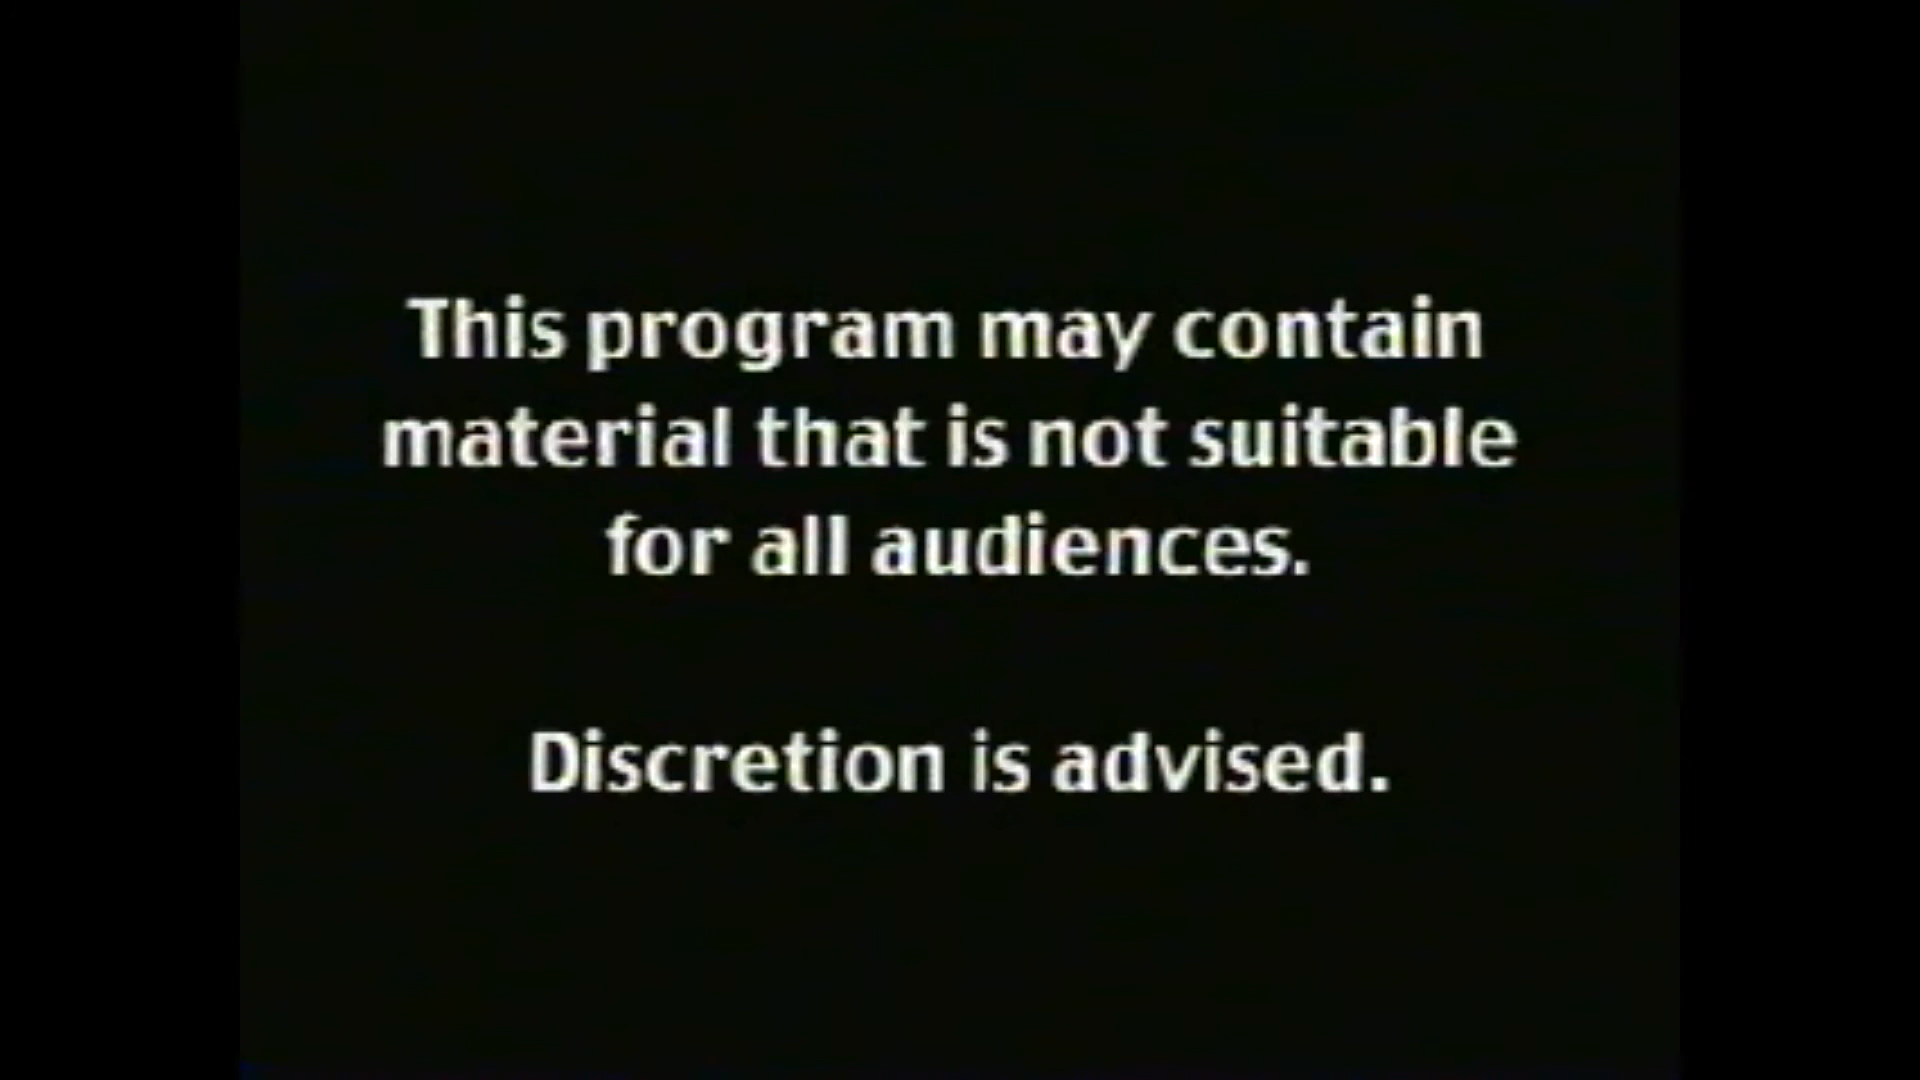 This program may contain
material that is not suitable
for all audiences.
Discretion is advised.